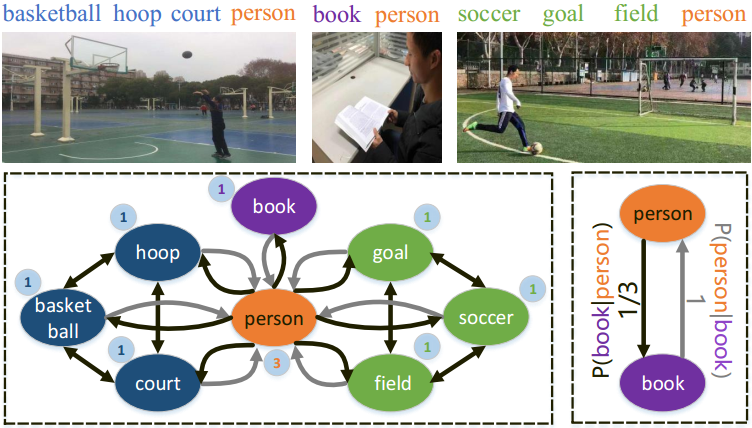 basketball hoop court person
book person
soccer goal field person
1
book
1
hoop
1
goal
1
basket
ball
person
soccer
1
1
court
3
1
field
person
P(book|person)
1/3
P(person|book)
1
book